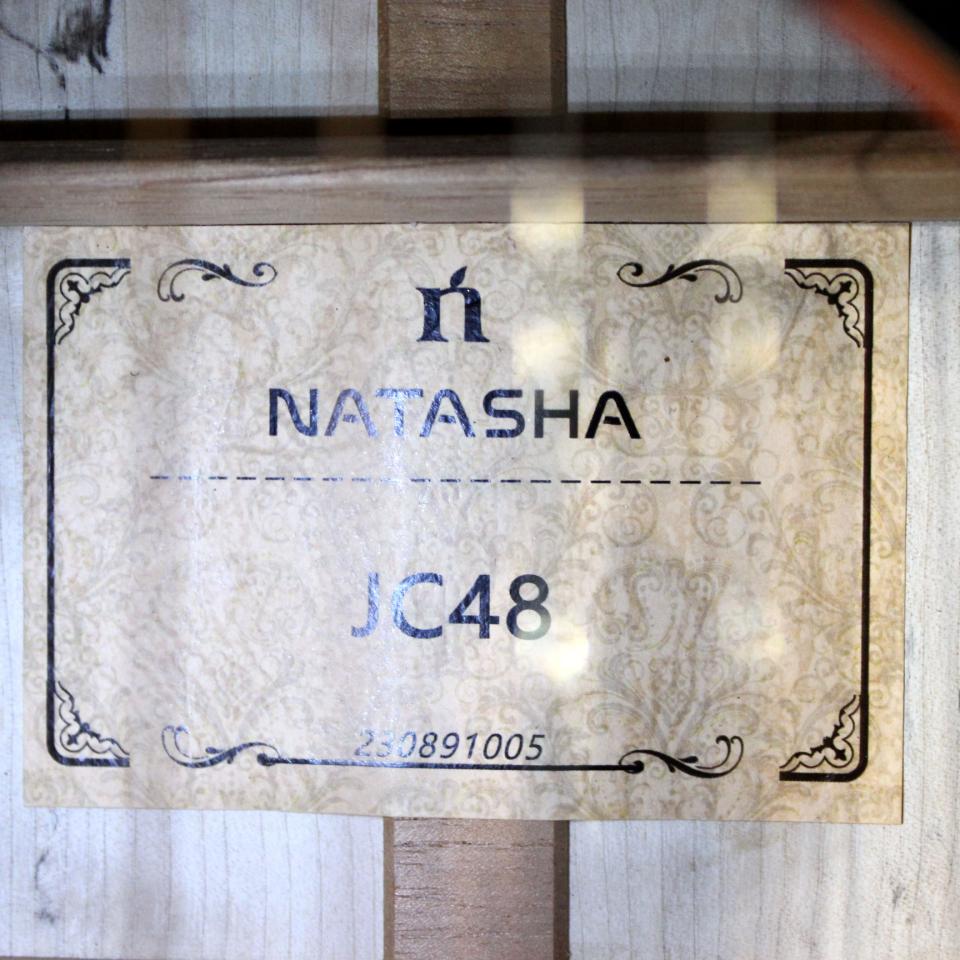 ń
NATASHA
JC48
230891005